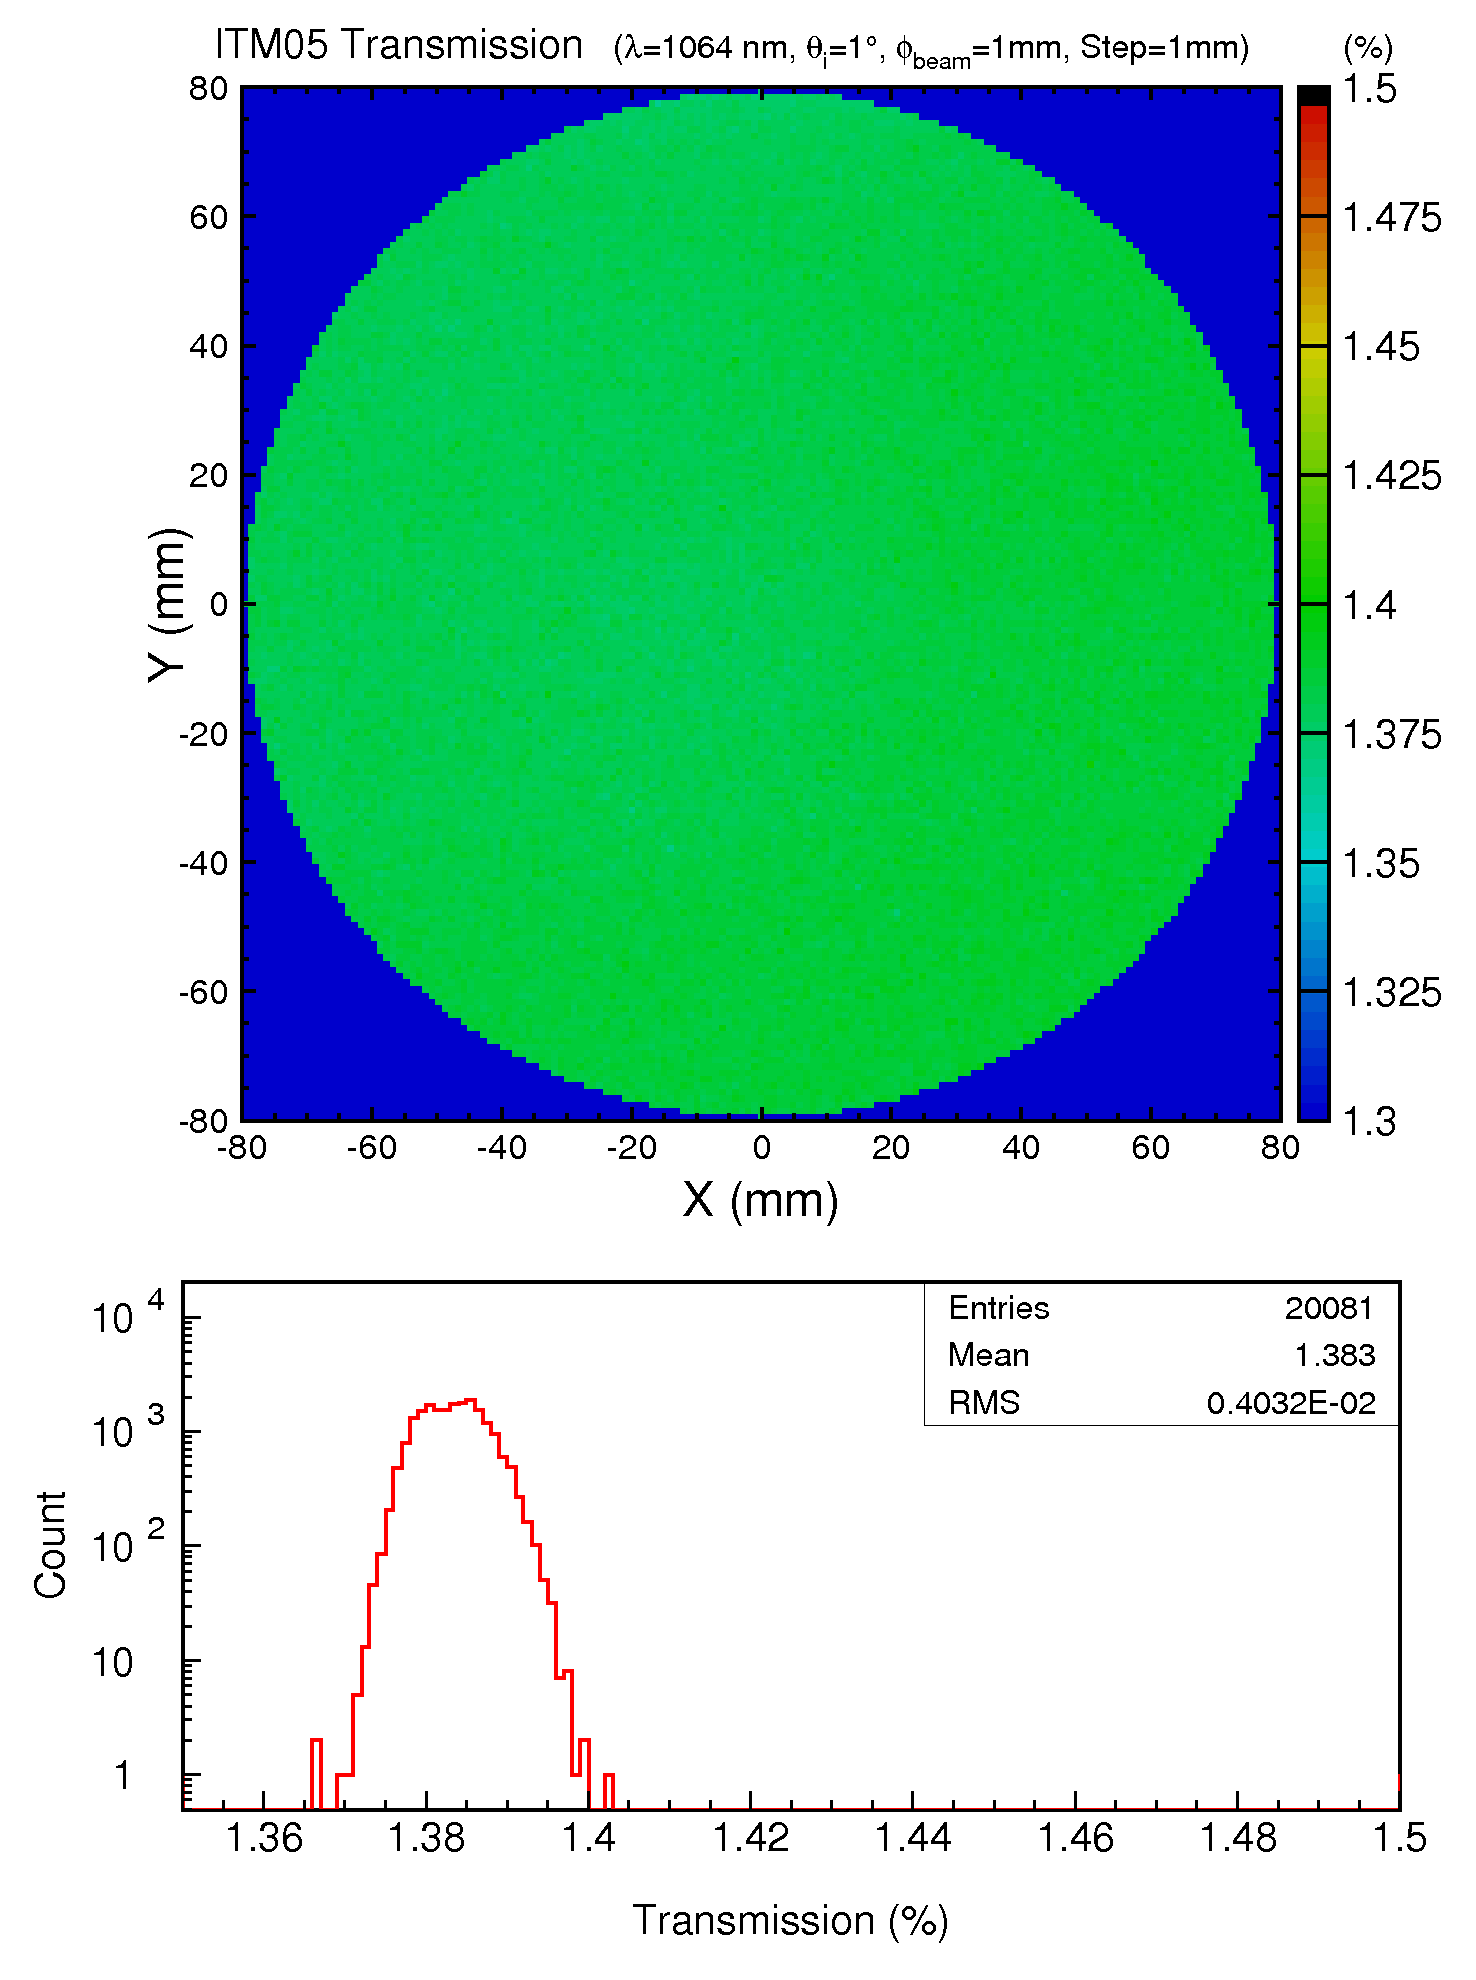 ITM05 Transmission (λ=1064 nm, θi=1°, ϕbeam=1mm, Step=1mm) (%)
80
60
40
20
0
-20
-40
-60
-80
Y (mm)
-80 -60 -40 -20 0 20 40 60 80
X (mm)
1.5
1.475
1.45
1.425
1.4
1.375
1.35
1.325
1.3
Entries 20081
Mean 1.383
RMS 0.4032E-02
10 4
10 3
10 2
10
1
Count
1.36 1.38 1.4 1.42 1.44 1.46 1.48 1.5
Transmission (%)